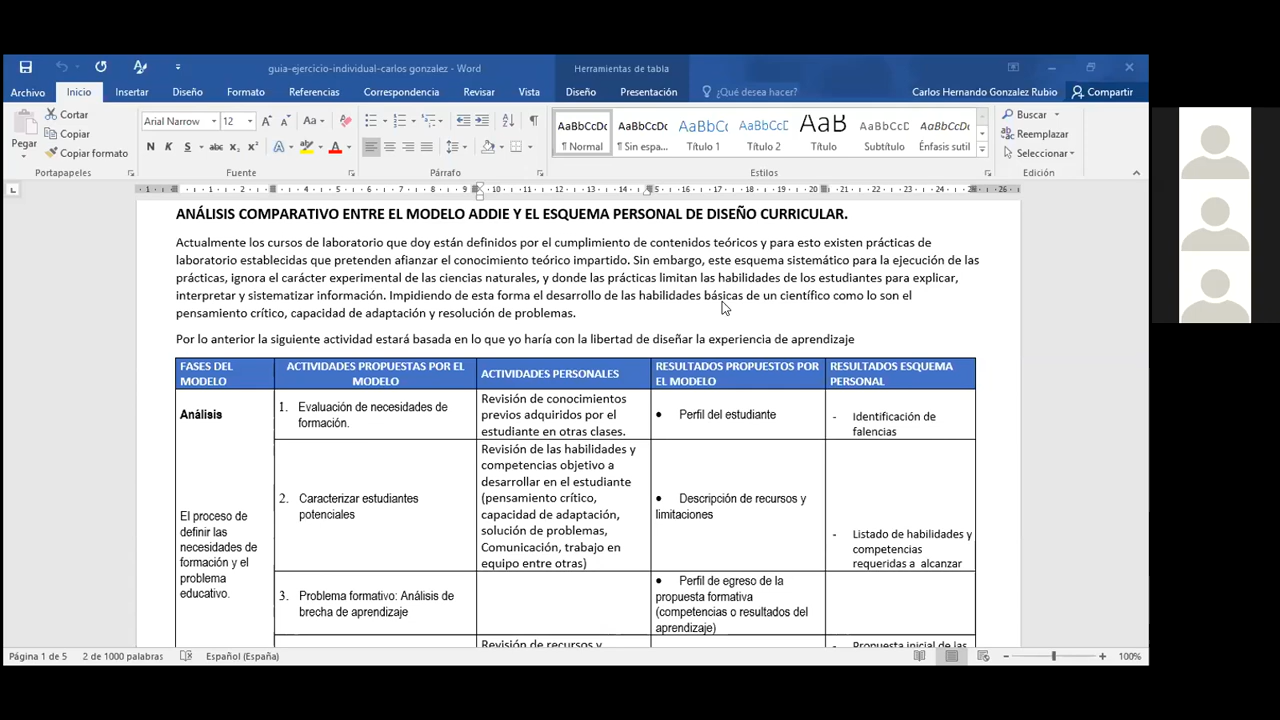 guia-ejercicio-individual-carlos gonzalez - Word
Herramientas de tabla
Archivo Inicio Insertar Diseño Formato Referencias Correspondencia Revisar Vista Diseño Presentación ¿Qué desea hacer? Carlos Hernando Gonzalez Rubio Compartir
Pegar
Cortar
Copiar
Copiar formato
Portapapeles
Arial Narrow 12
Fuente
Párrafo
AaBbCcDc AaBbCcDc AaBbCc AaBbCcD AaB AaBbCcDc AaBbCcDc
¶ Normal ¶ Sin espa... Título 1 Título 2 Título Subtítulo Énfasis sutil
Estilos
Buscar
Reemplazar
Seleccionar
Edición
ANÁLISIS COMPARATIVO ENTRE EL MODELO ADDIE Y EL ESQUEMA PERSONAL DE DISEÑO CURRICULAR.
Actualmente los cursos de laboratorio que doy están definidos por el cumplimiento de contenidos teóricos y para esto existen prácticas de
laboratorio establecidas que pretenden afianzar el conocimiento teórico impartido. Sin embargo, este esquema sistemático para la ejecución de las
prácticas, ignora el carácter experimental de las ciencias naturales, y donde las prácticas limitan las habilidades de los estudiantes para explicar,
interpretar y sistematizar información. Impidiendo de esta forma el desarrollo de las habilidades básicas de un científico como lo son el
pensamiento crítico, capacidad de adaptación y resolución de problemas.
Por lo anterior la siguiente actividad estará basada en lo que yo haría con la libertad de diseñar la experiencia de aprendizaje
FASES DEL
MODELO
ACTIVIDADES PROPUESTAS POR EL
MODELO
ACTIVIDADES PERSONALES
RESULTADOS PROPUESTOS POR
EL MODELO
RESULTADOS ESQUEMA
PERSONAL
Análisis
El proceso de
definir las
necesidades de
formación y el
problema
educativo.
1. Evaluación de necesidades de
formación.
Revisión de conocimientos
previos adquiridos por el
estudiante en otras clases.
• Perfil del estudiante
- Identificación de
falencias
2. Caracterizar estudiantes
potenciales
Revisión de las habilidades y
competencias objetivo a
desarrollar en el estudiante
(pensamiento crítico,
capacidad de adaptación,
solución de problemas,
Comunicación, trabajo en
equipo entre otras)
• Descripción de recursos y
limitaciones
- Listado de habilidades y
competencias
requeridas a alcanzar
3. Problema formativo: Análisis de
brecha de aprendizaje
• Perfil de egreso de la
propuesta formativa
(competencias o resultados del
aprendizaje)
Revisión de recursos y
- Propuesta inicial de las
Página 1 de 5 2 de 1000 palabras Español (España) 100%